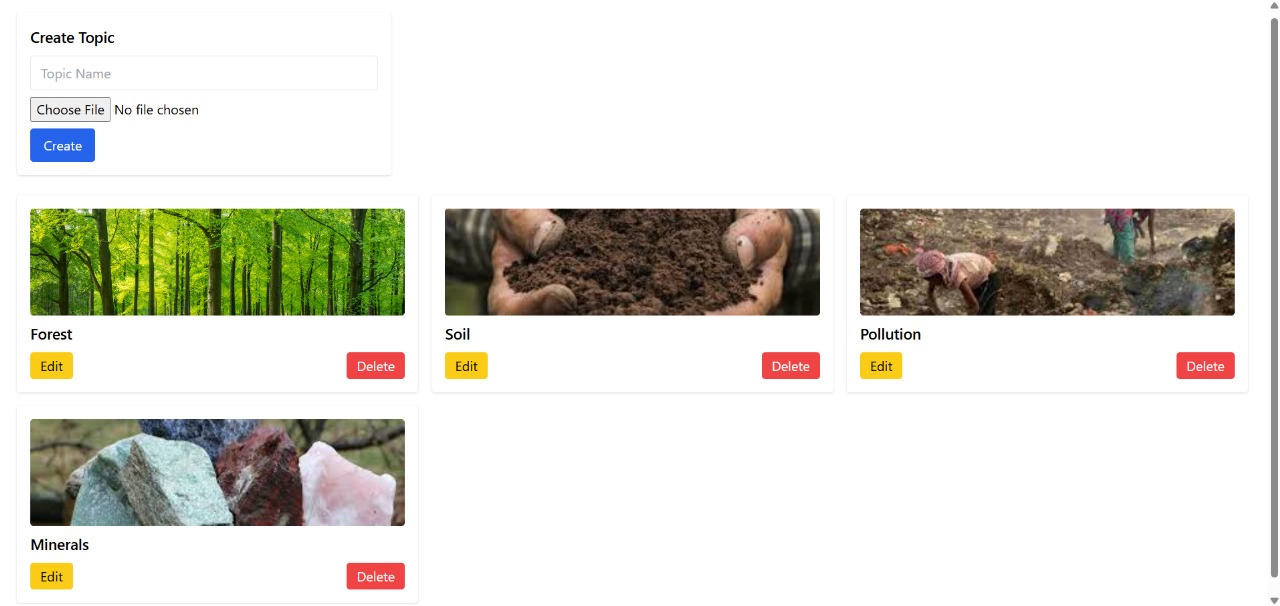 Create Topic
Topic Name
Choose File No file chosen
Create
Forest
Edit Delete
Soil
Edit Delete
Pollution
Edit Delete
Minerals
Edit Delete